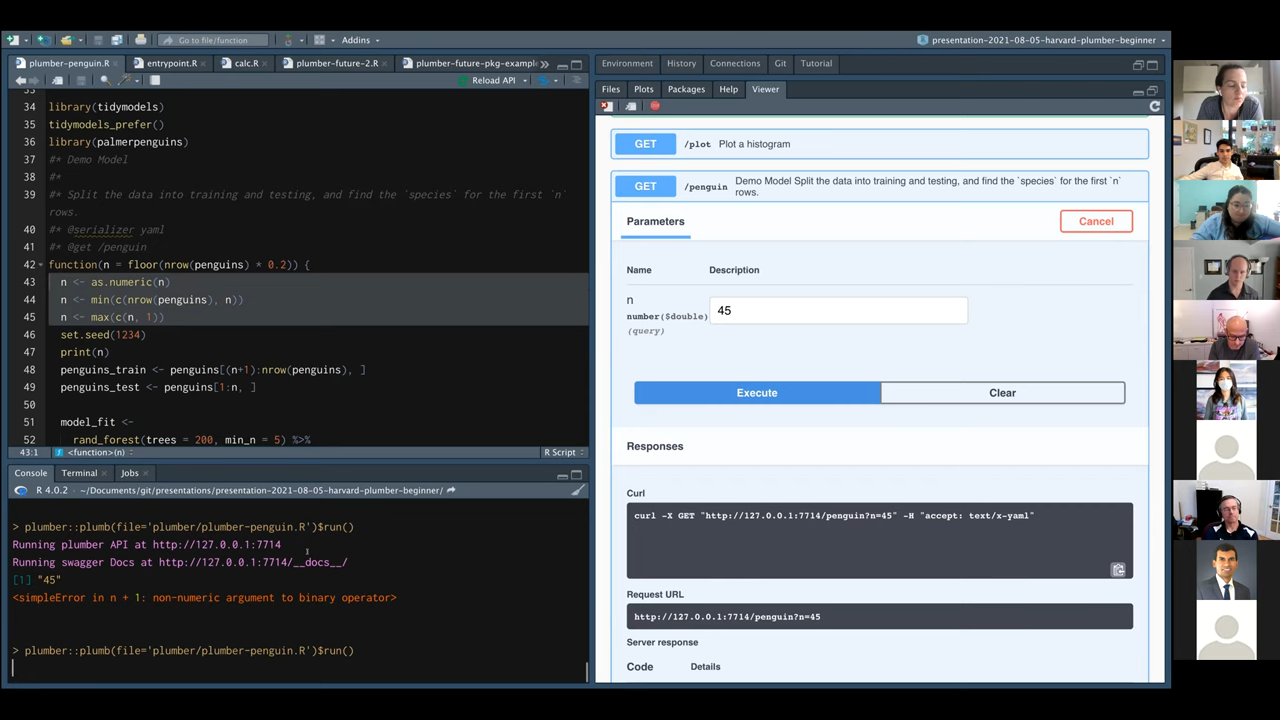 Go to file/function
Addins
presentation-2021-08-05-harvard-plumber-beginner
plumber-penguin.R
entrypoint.R
calc.R
plumber-future-2.R
plumber-future-pkg-example
Reload API
33
34 library(tidymodels)
35 tidymodels_prefer()
36 library(palmerpenguins)
37 #* Demo Model
38 #*
39 #* Split the data into training and testing, and find the `species` for the first `n`
rows.
40 #* @serializer yaml
41 #* @get /penguin
42 function(n = floor(nrow(penguins) * 0.2)) {
43 n <- as.numeric(n)
44 n <- min(c(nrow(penguins), n))
45 n <- max(c(n, 1))
46 set.seed(1234)
47 print(n)
48 penguins_train <- penguins[(n+1):nrow(penguins), ]
49 penguins_test <- penguins[1:n, ]
50
51 model_fit <-
52 rand_forest(trees = 200, min_n = 5) %>%
43:1 <function>(n)
R Script
Console Terminal Jobs
R 4.0.2 · ~/Documents/git/presentations/presentation-2021-08-05-harvard-plumber-beginner/
> plumber::plumb(file='plumber/plumber-penguin.R')$run()
Running plumber API at http://127.0.0.1:7714
Running swagger Docs at http://127.0.0.1:7714/__docs__/
[1] "45"
<simpleError in n + 1: non-numeric argument to binary operator>
> plumber::plumb(file='plumber/plumber-penguin.R')$run()
Environment History Connections Git Tutorial
Files Plots Packages Help Viewer
GET /plot Plot a histogram
GET /penguin Demo Model Split the data into training and testing, and find the `species` for the first `n`
rows.
Parameters
Cancel
Name Description
n
number($double)
(query)
45
Execute Clear
Responses
Curl
curl -X GET "http://127.0.0.1:7714/penguin?n=45" -H "accept: text/x-yaml"
Request URL
http://127.0.0.1:7714/penguin?n=45
Server response
Code Details